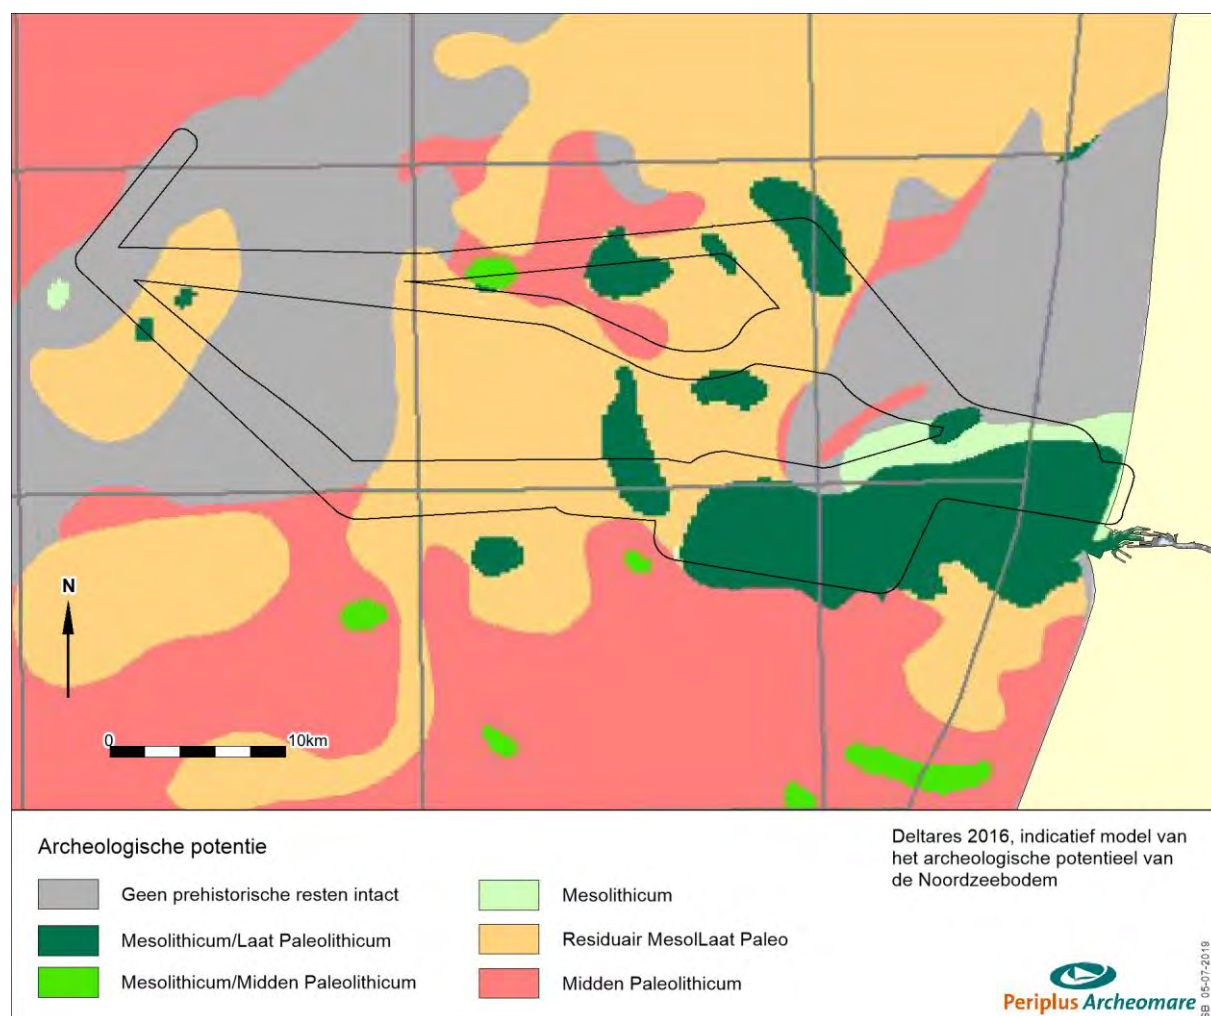 N
0
10km
Archeologische potentie
Geen prehistorische resten intact
Mesolithicum/Laat Paleolithicum
Mesolithicum/Midden Paleolithicum
Mesolithicum
Residuair MesolLaat Paleo
Midden Paleolithicum
Deltares 2016, indicatief model van
het archeologische potentieel van
de Noordzeebodem
Periplus Archeomare
SB 05-07-2019